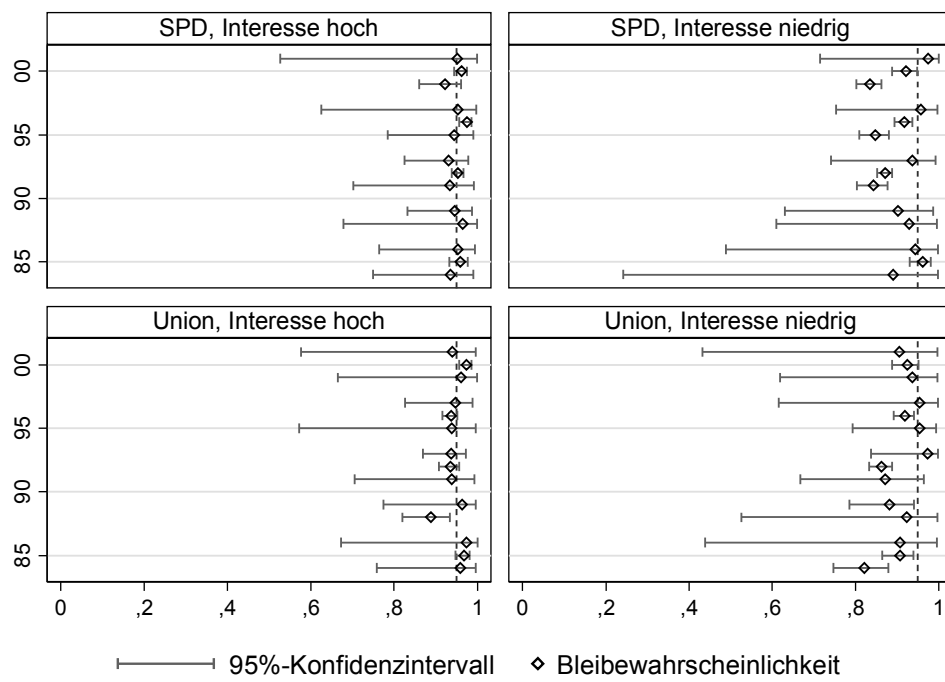 SPD, Interesse hoch
SPD, Interesse niedrig
00
95
90
85
Union, Interesse hoch
Union, Interesse niedrig
00
95
90
85
0 ,2 ,4 ,6 ,8 1 0 ,2 ,4 ,6 ,8 1
95%-Konfidenzintervall Bleibewahrscheinlichkeit